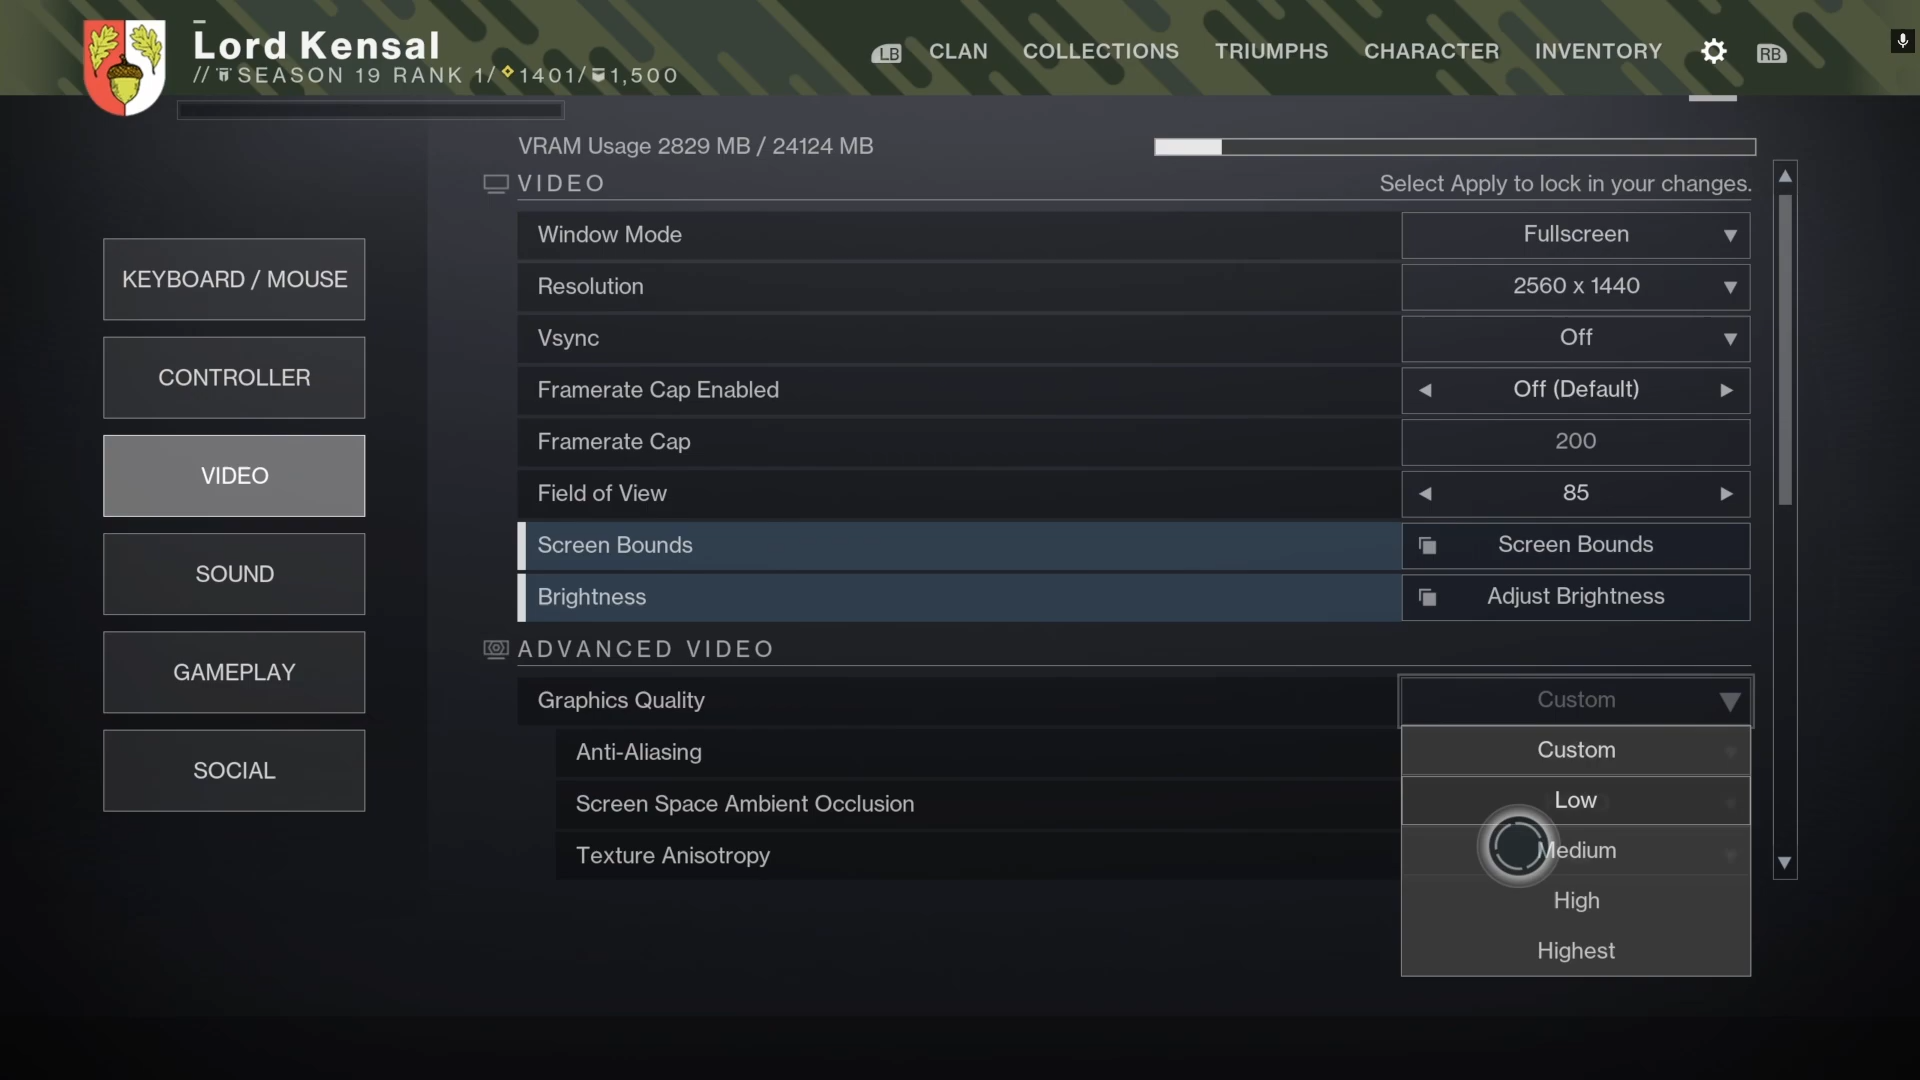 Lord Kensal
// SEASON 19 RANK 1/ 1401/ 1,500
LB CLAN COLLECTIONS TRIUMPHS CHARACTER INVENTORY RB
VRAM Usage 2829 MB / 24124 MB
VIDEO Select Apply to lock in your changes.
Window Mode Fullscreen
Resolution 2560 x 1440
Vsync Off
Framerate Cap Enabled Off (Default)
Framerate Cap 200
Field of View 85
Screen Bounds Screen Bounds
Brightness Adjust Brightness
ADVANCED VIDEO
Graphics Quality Custom
Anti-Aliasing Custom
Screen Space Ambient Occlusion Low
Texture Anisotropy Medium
High
Highest
KEYBOARD / MOUSE
CONTROLLER
VIDEO
SOUND
GAMEPLAY
SOCIAL